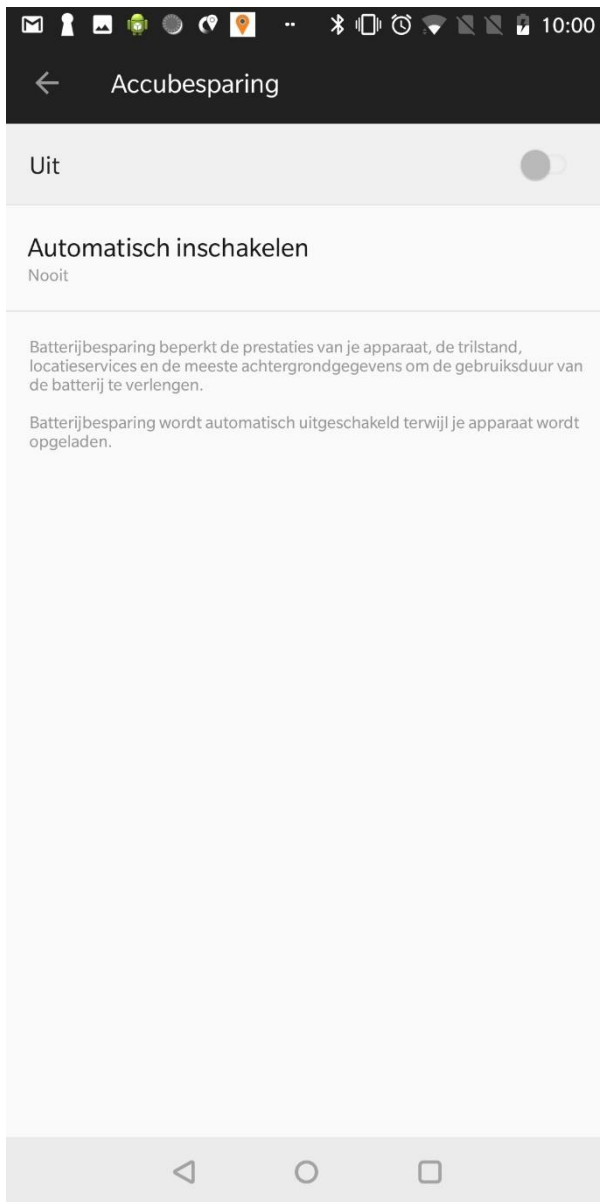 10:00
Accubesparing
Uit
Automatisch inschakelen
Nooit
Batterijbesparing beperkt de prestaties van je apparaat, de trilstand,
locatieservices en de meeste achtergrondgegevens om de gebruiksduur van
de batterij te verlengen.
Batterijbesparing wordt automatisch uitgeschakeld terwijl je apparaat wordt
opgeladen.